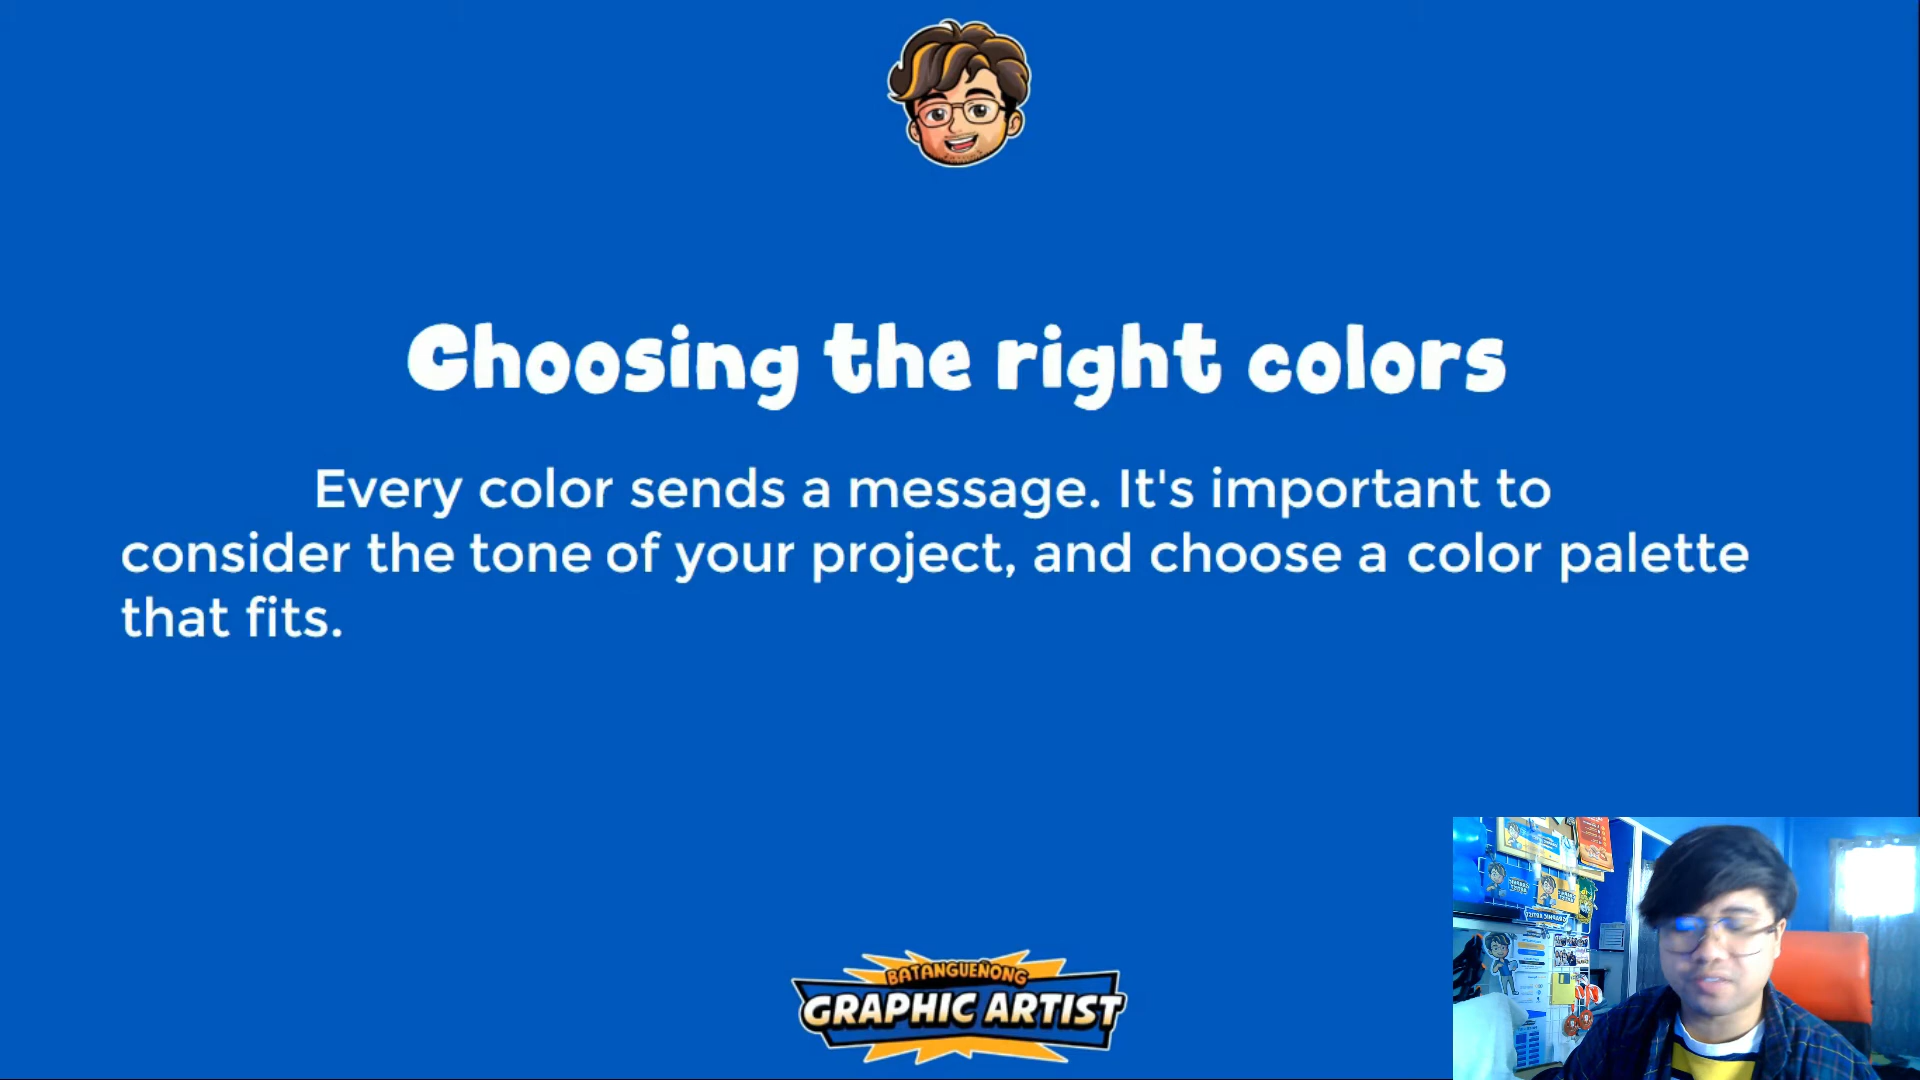 Choosing the right colors
Every color sends a message. It's important to
consider the tone of your project, and choose a color palette
that fits.
BATANGUEÑONG
GRAPHIC ARTIST